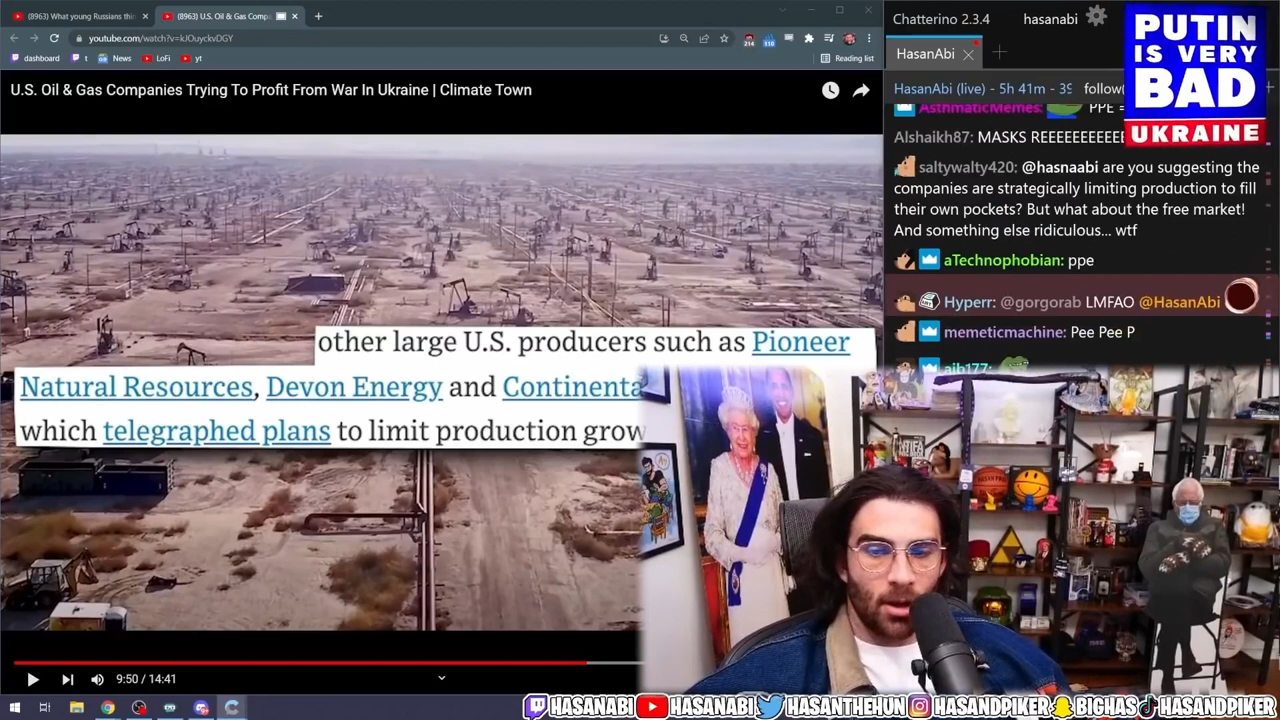 (8963) What young Russians thin
(8963) U.S. Oil & Gas Comp
youtube.com/watch?v=kJOuyckvDGY
214
dashboard
t
News
LoFi
yt
Reading list
U.S. Oil & Gas Companies Trying To Profit From War In Ukraine | Climate Town
other large U.S. producers such as Pioneer
Natural Resources, Devon Energy and Continenta
which telegraphed plans to limit production grow
9:50 / 14:41
Chatterino 2.3.4
hasanabi
HasanAbi
HasanAbi (live) - 5h 41m - 39
follow(
AsthmaticMemes: PPE =
Alshaikh87: MASKS REEEEEEEEEEE
saltywalty420: @hasnaabi are you suggesting the
companies are strategically limiting production to fill
their own pockets? But what about the free market!
And something else ridiculous... wtf
aTechnophobian: ppe
Hyperr: @gorgorab LMFAO @HasanAbi
memeticmachine: Pee Pee P
PUTIN
IS VERY
BAD
UKRAINE
ANTIFA
HASANABI
HASANABI
HASANTHEHUN
HASANDPIKER
BIGHAS
HASANDPIKER